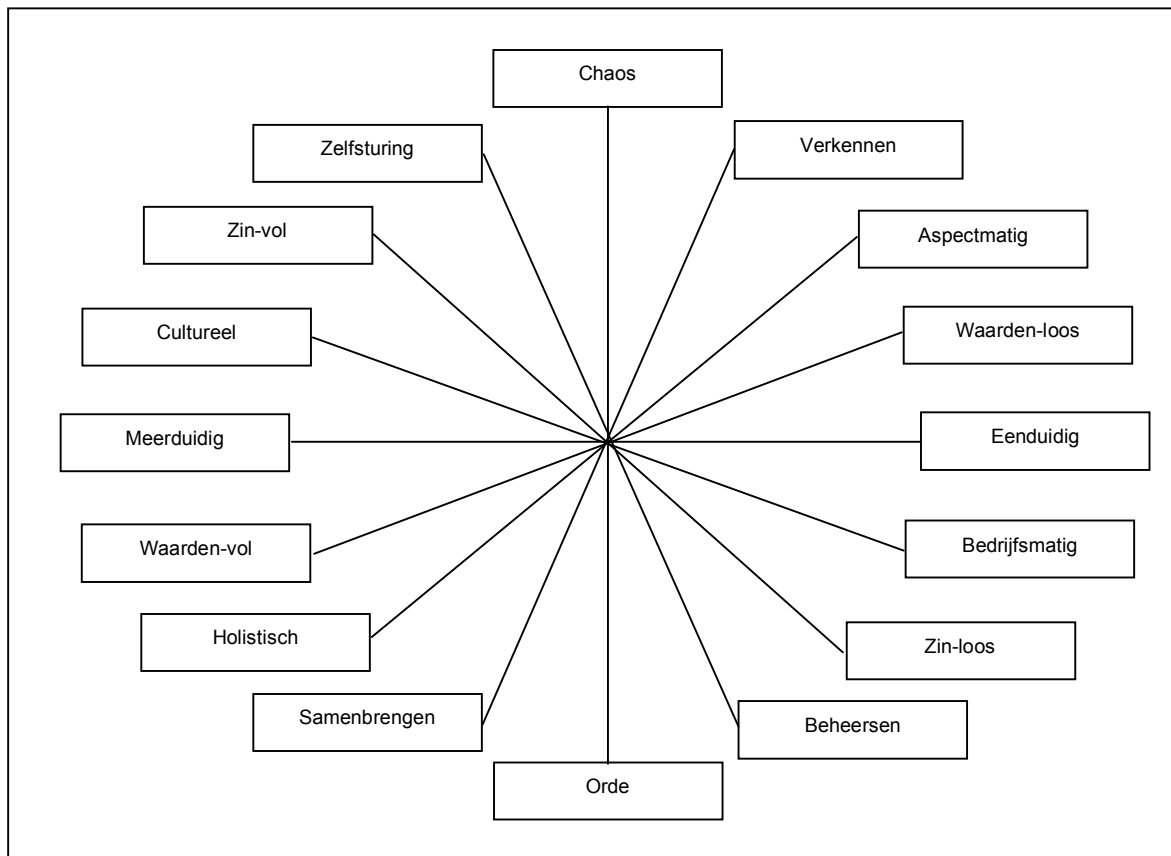 Chaos
Zelfsturing
Verkennen
Zin-vol
Aspectmatig
Cultureel
Waarden-loos
Meerduidig
Eenduidig
Waarden-vol
Bedrijfsmatig
Holistisch
Zin-loos
Samenbrengen
Beheersen
Orde